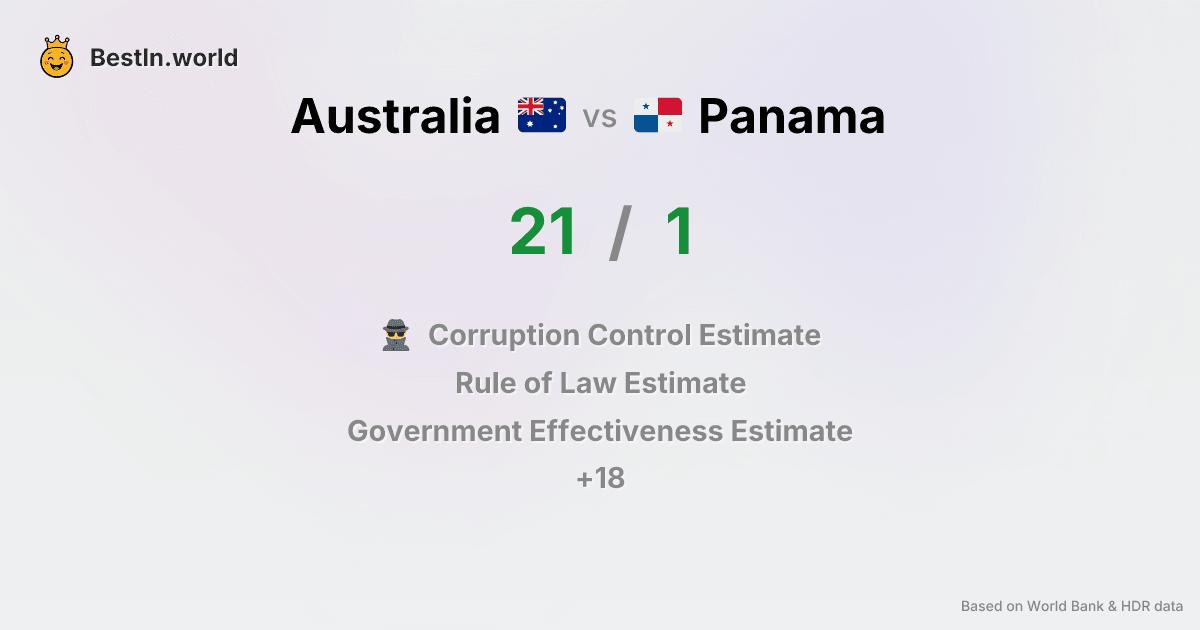 BestIn.world
Australia vs Panama
21 / 1
Corruption Control Estimate
Rule of Law Estimate
Government Effectiveness Estimate
+18
Based on World Bank & HDR data